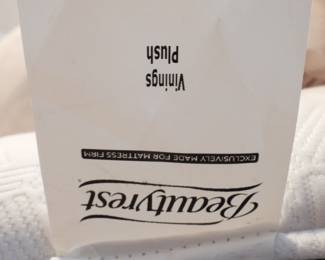 Beautyrest
EXCLUSIVELY MADE FOR MATTRESS FIRM
Vinings
Plush